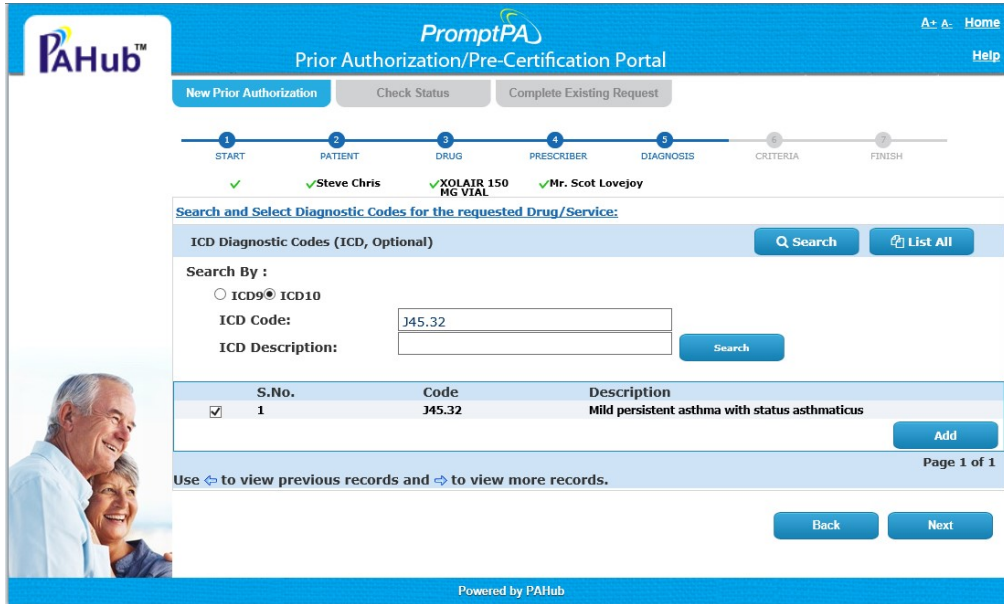 PAHub™
PromptPA
Prior Authorization/Pre-Certification Portal
A+ A- Home
Help
New Prior Authorization Check Status Complete Existing Request
1 2 3 4 5 6 7
START PATIENT DRUG PRESCRIBER DIAGNOSIS CRITERIA FINISH
Steve Chris XOLAIR 150 Mr. Scot Lovejoy
MG VIAL
Search and Select Diagnostic Codes for the requested Drug/Service:
ICD Diagnostic Codes (ICD, Optional) Search List All
Search By :
ICD9 ICD10
ICD Code: J45.32
ICD Description: Search
S.No. Code Description
1 J45.32 Mild persistent asthma with status asthmaticus
Add
Page 1 of 1
Use ⇦ to view previous records and ⇨ to view more records.
Back Next
Powered by PAHub